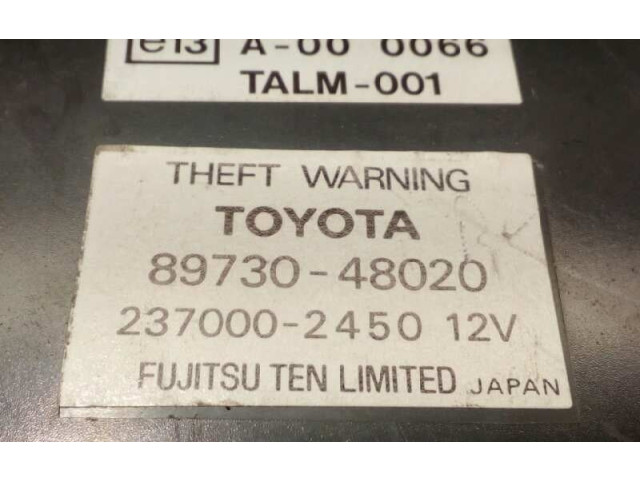 e13 A-00 0066
TALM-001
THEFT WARNING
TOYOTA
89730-48020
237000-2450 12V
FUJITSU TEN LIMITED JAPAN